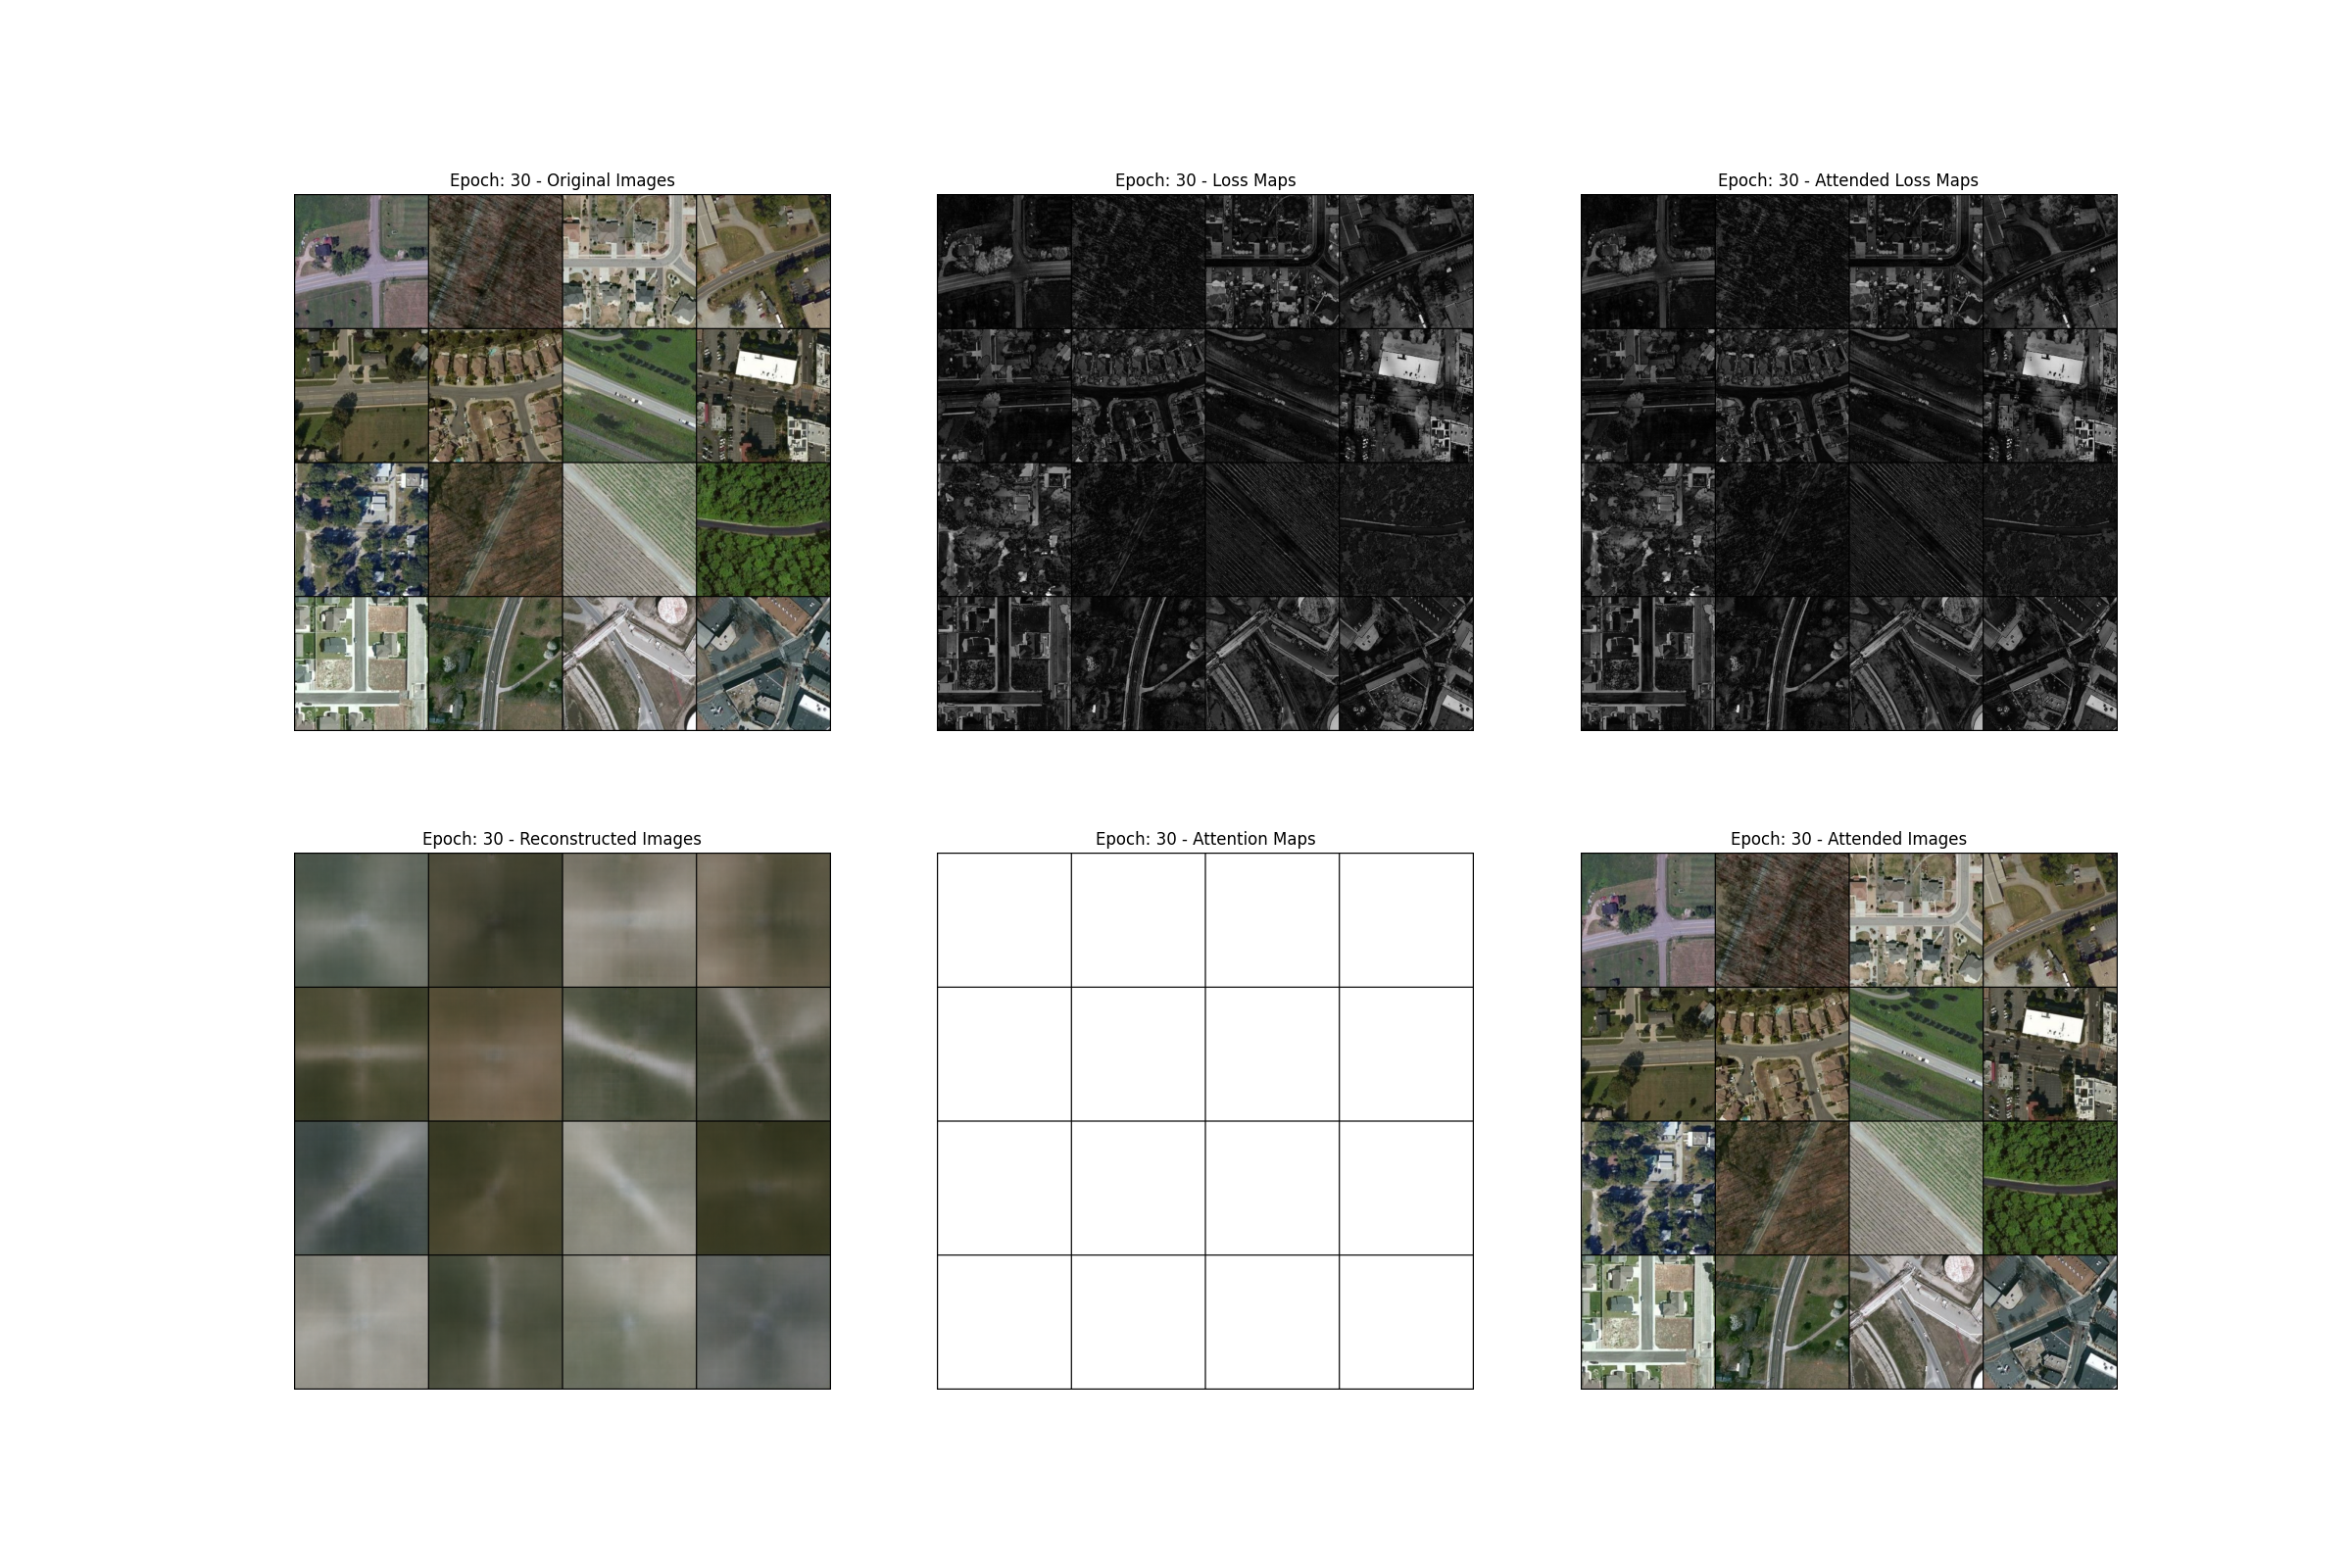 Epoch: 30 - Original Images
Epoch: 30 - Loss Maps
Epoch: 30 - Attended Loss Maps
Epoch: 30 - Reconstructed Images
Epoch: 30 - Attention Maps
Epoch: 30 - Attended Images